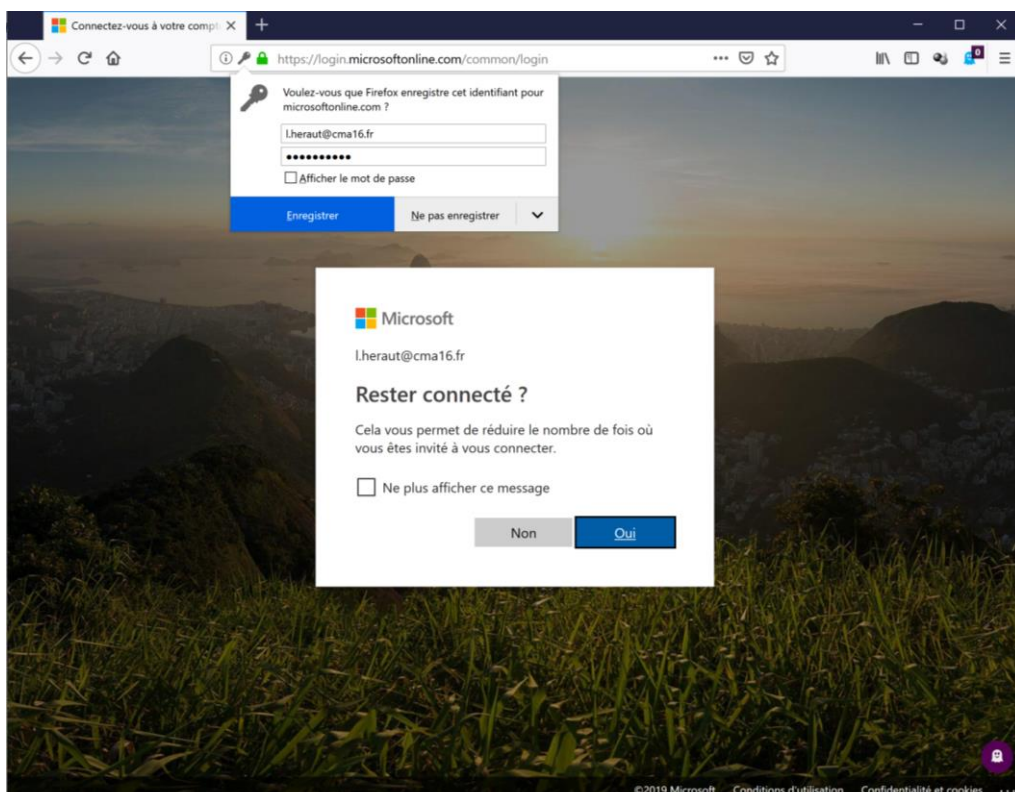 Connectez-vous à votre compt
https://login.microsoftonline.com/common/login
0
Voulez-vous que Firefox enregistre cet identifiant pour
microsoftonline.com ?
l.heraut@cma16.fr
Afficher le mot de passe
Enregistrer
Ne pas enregistrer
Microsoft
l.heraut@cma16.fr
Rester connecté ?
Cela vous permet de réduire le nombre de fois où
vous êtes invité à vous connecter.
Ne plus afficher ce message
Non
Oui
©2019 Microsoft Conditions d'utilisation Confidentialité et cookies